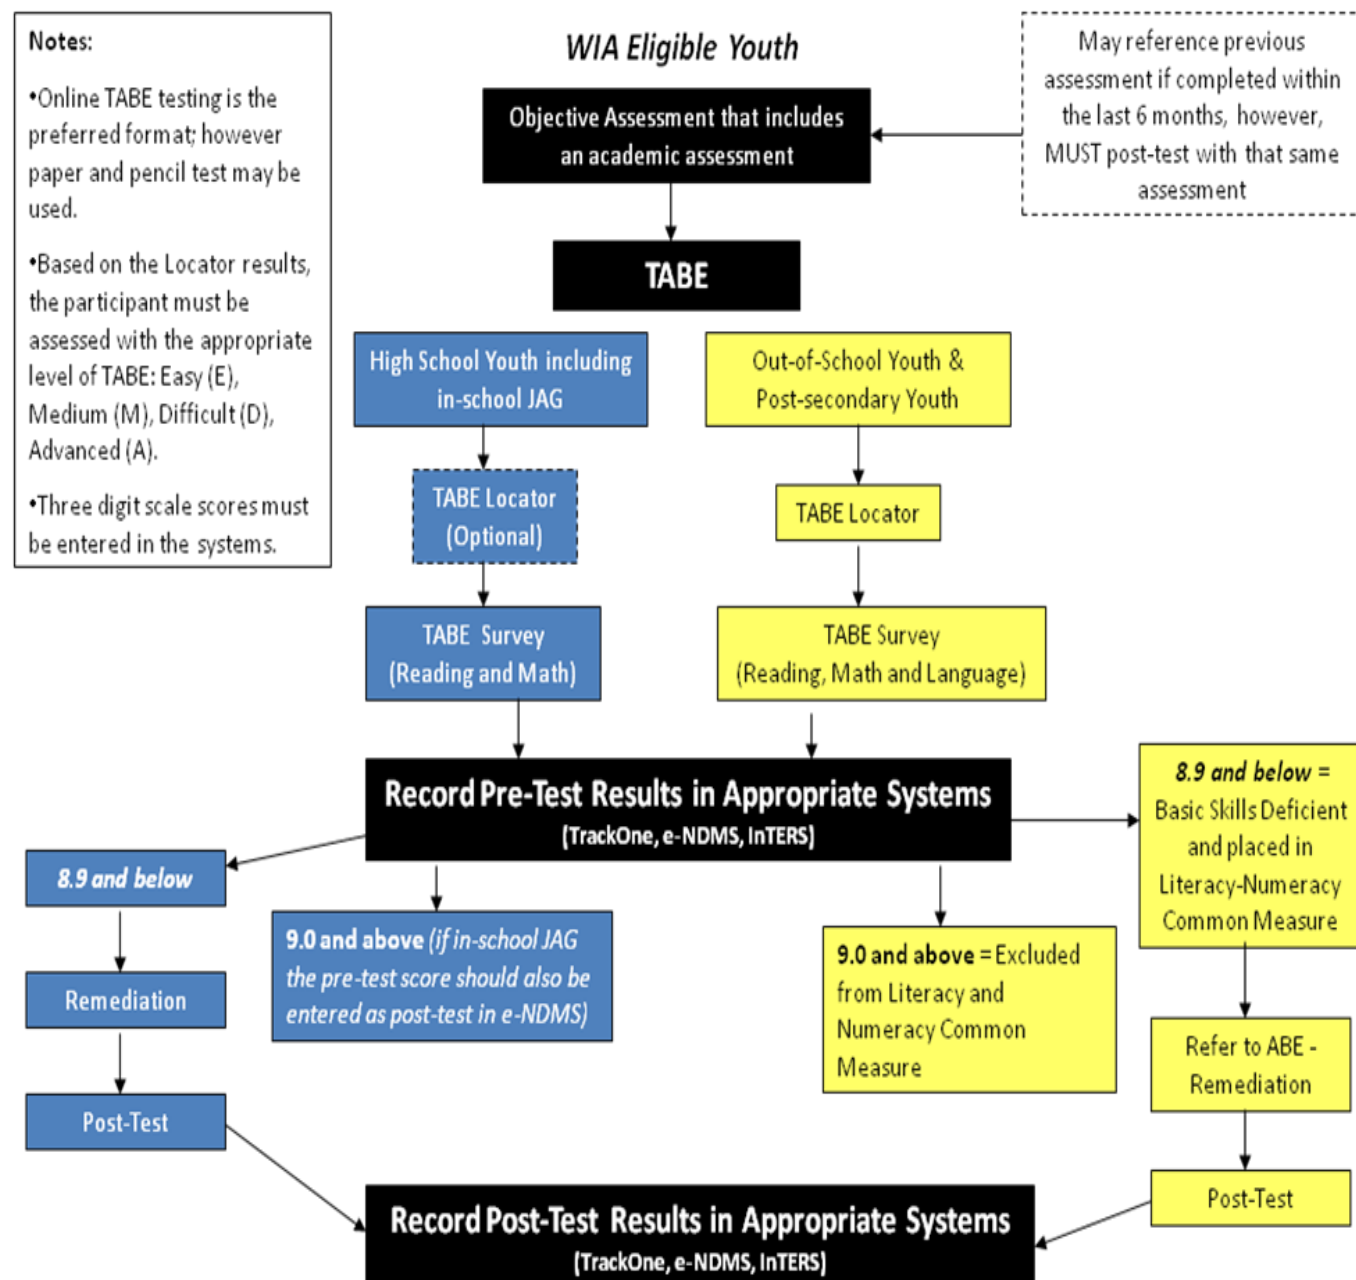 Notes:
•Online TABE testing is the
preferred format; however
paper and pencil test may be
used.
•Based on the Locator results,
the participant must be
assessed with the appropriate
level of TABE: Easy (E),
Medium (M), Difficult (D),
Advanced (A).
•Three digit scale scores must
be entered in the systems.
WIA Eligible Youth
Objective Assessment that includes
an academic assessment
May reference previous
assessment if completed within
the last 6 months, however,
MUST post-test with that same
assessment
TABE
High School Youth including
in-school JAG
Out-of-School Youth &
Post-secondary Youth
TABE Locator
(Optional)
TABE Locator
TABE Survey
(Reading and Math)
TABE Survey
(Reading, Math and Language)
Record Pre-Test Results in Appropriate Systems
(TrackOne, e-NDMS, InTERS)
8.9 and below =
Basic Skills Deficient
and placed in
Literacy-Numeracy
Common Measure
8.9 and below
9.0 and above (if in-school JAG
the pre-test score should also be
entered as post-test in e-NDMS)
9.0 and above = Excluded
from Literacy and
Numeracy Common
Measure
Remediation
Refer to ABE -
Remediation
Post-Test
Post-Test
Record Post-Test Results in Appropriate Systems
(TrackOne, e-NDMS, InTERS)